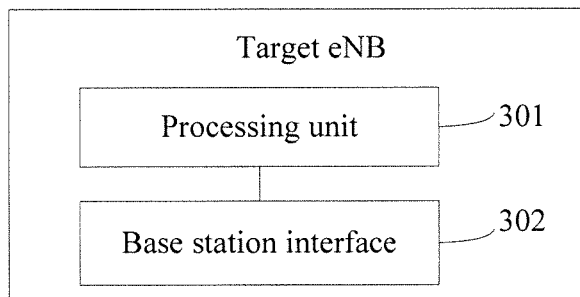 Target eNB
Processing unit
301
Base station interface
302